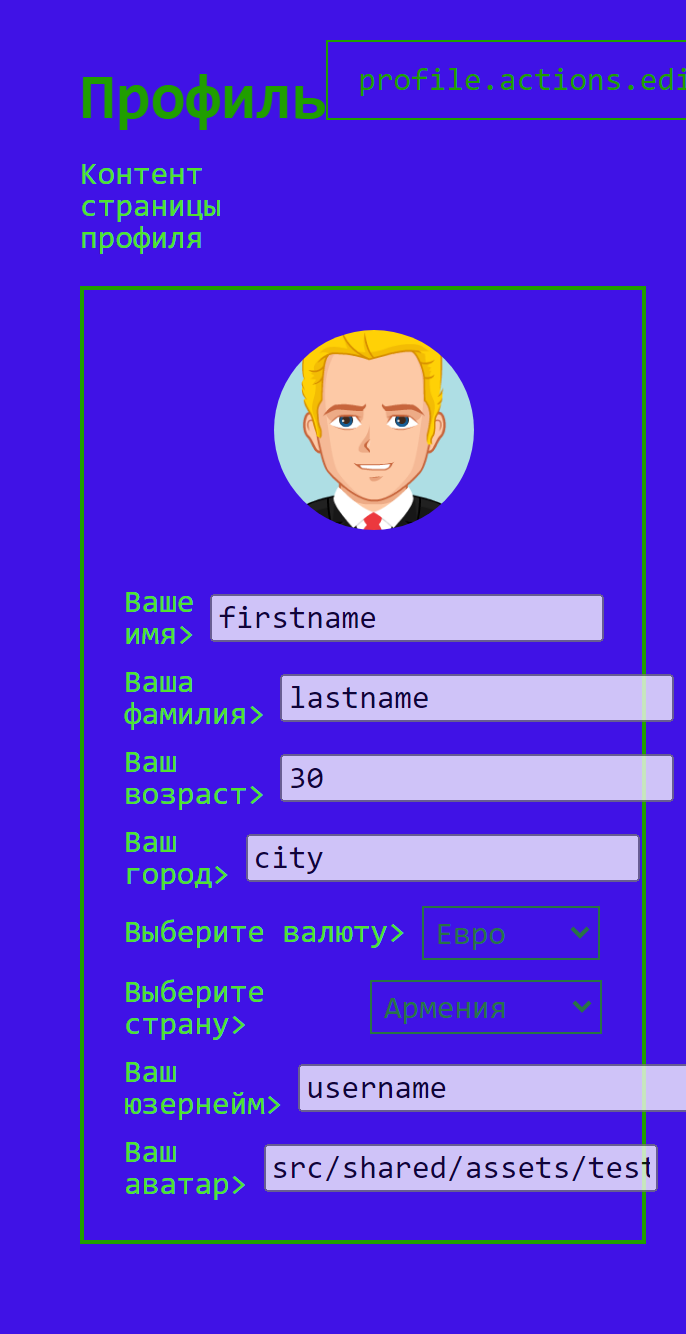 Профиль
profile.actions.edi
Контент
страницы
профиля
Ваше
имя> firstname
Ваша
фамилия> lastname
Ваш
возраст> 30
Ваш
город> city
Выберите валюту> Евро
Выберите
страну> Армения
Ваш
юзернейм> username
Ваш
аватар> src/shared/assets/test